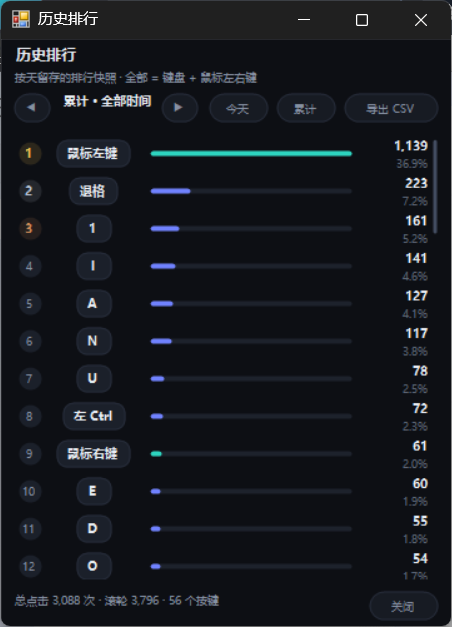 历史排行
历史排行
按天留存的排行快照 · 全部 = 键盘 + 鼠标左右键
◀ 累计 · 全部时间 ▶ 今天 累计 导出 CSV
1 鼠标左键 1,139
36.9%
2 退格 223
7.2%
3 1 161
5.2%
4 I 141
4.6%
5 A 127
4.1%
6 N 117
3.8%
7 U 78
2.5%
8 左 Ctrl 72
2.3%
9 鼠标右键 61
2.0%
10 E 60
1.9%
11 D 55
1.8%
12 O 54
1.7%
总点击 3,088 次 · 滚轮 3,796 · 56 个按键
关闭